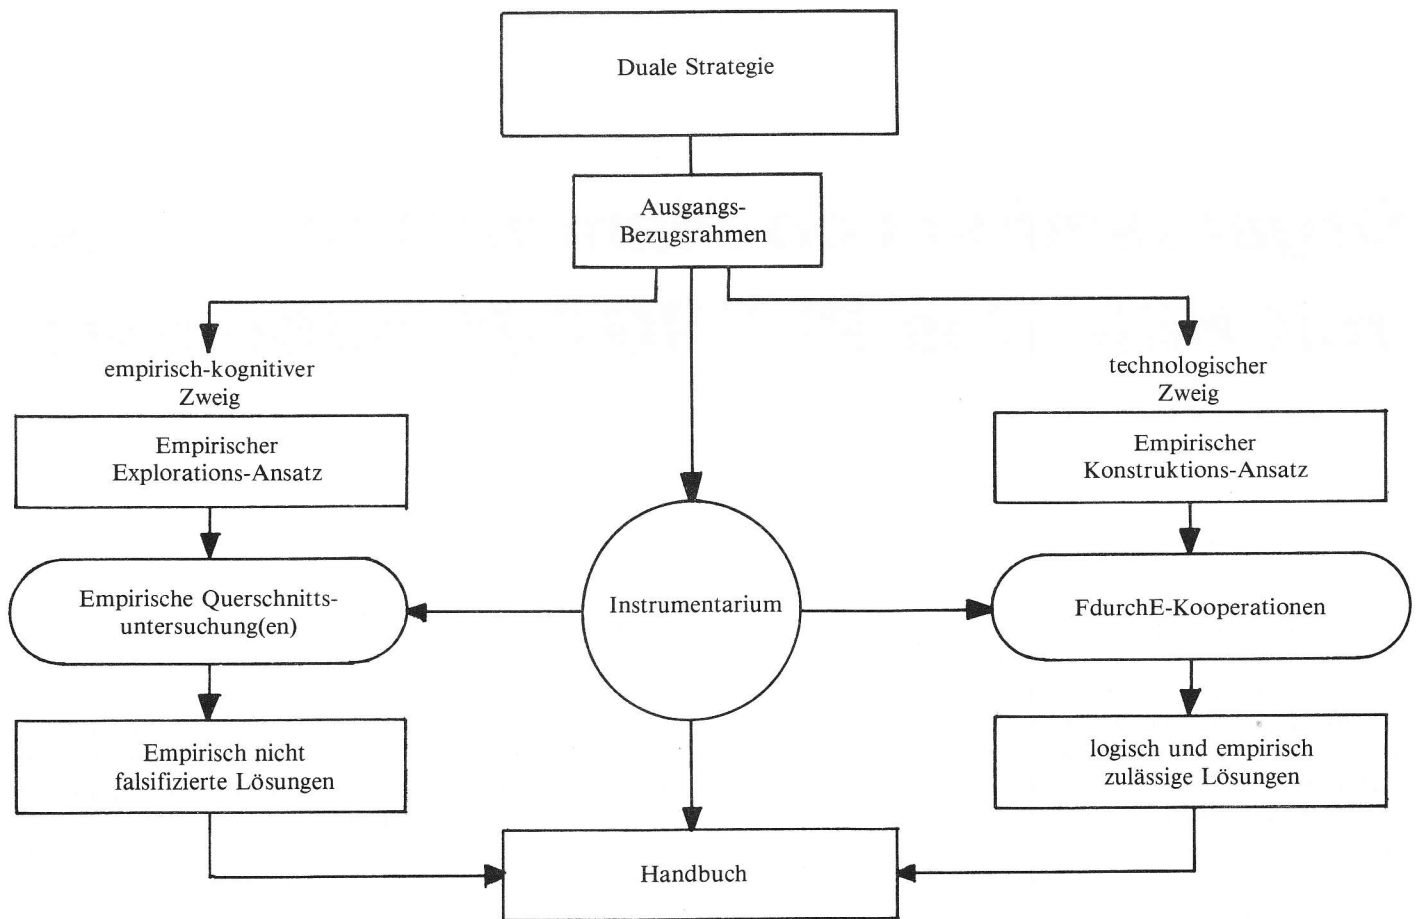 Duale Strategie
Ausgangs-
Bezugsrahmen
empirisch-kognitiver
Zweig
technologischer
Zweig
Empirischer
Explorations-Ansatz
Empirischer
Konstruktions-Ansatz
Empirische Querschnitts-
untersuchung(en)
Instrumentarium
FdurchE-Kooperationen
Empirisch nicht
falsifizierte Lösungen
logisch und empirisch
zulässige Lösungen
Handbuch